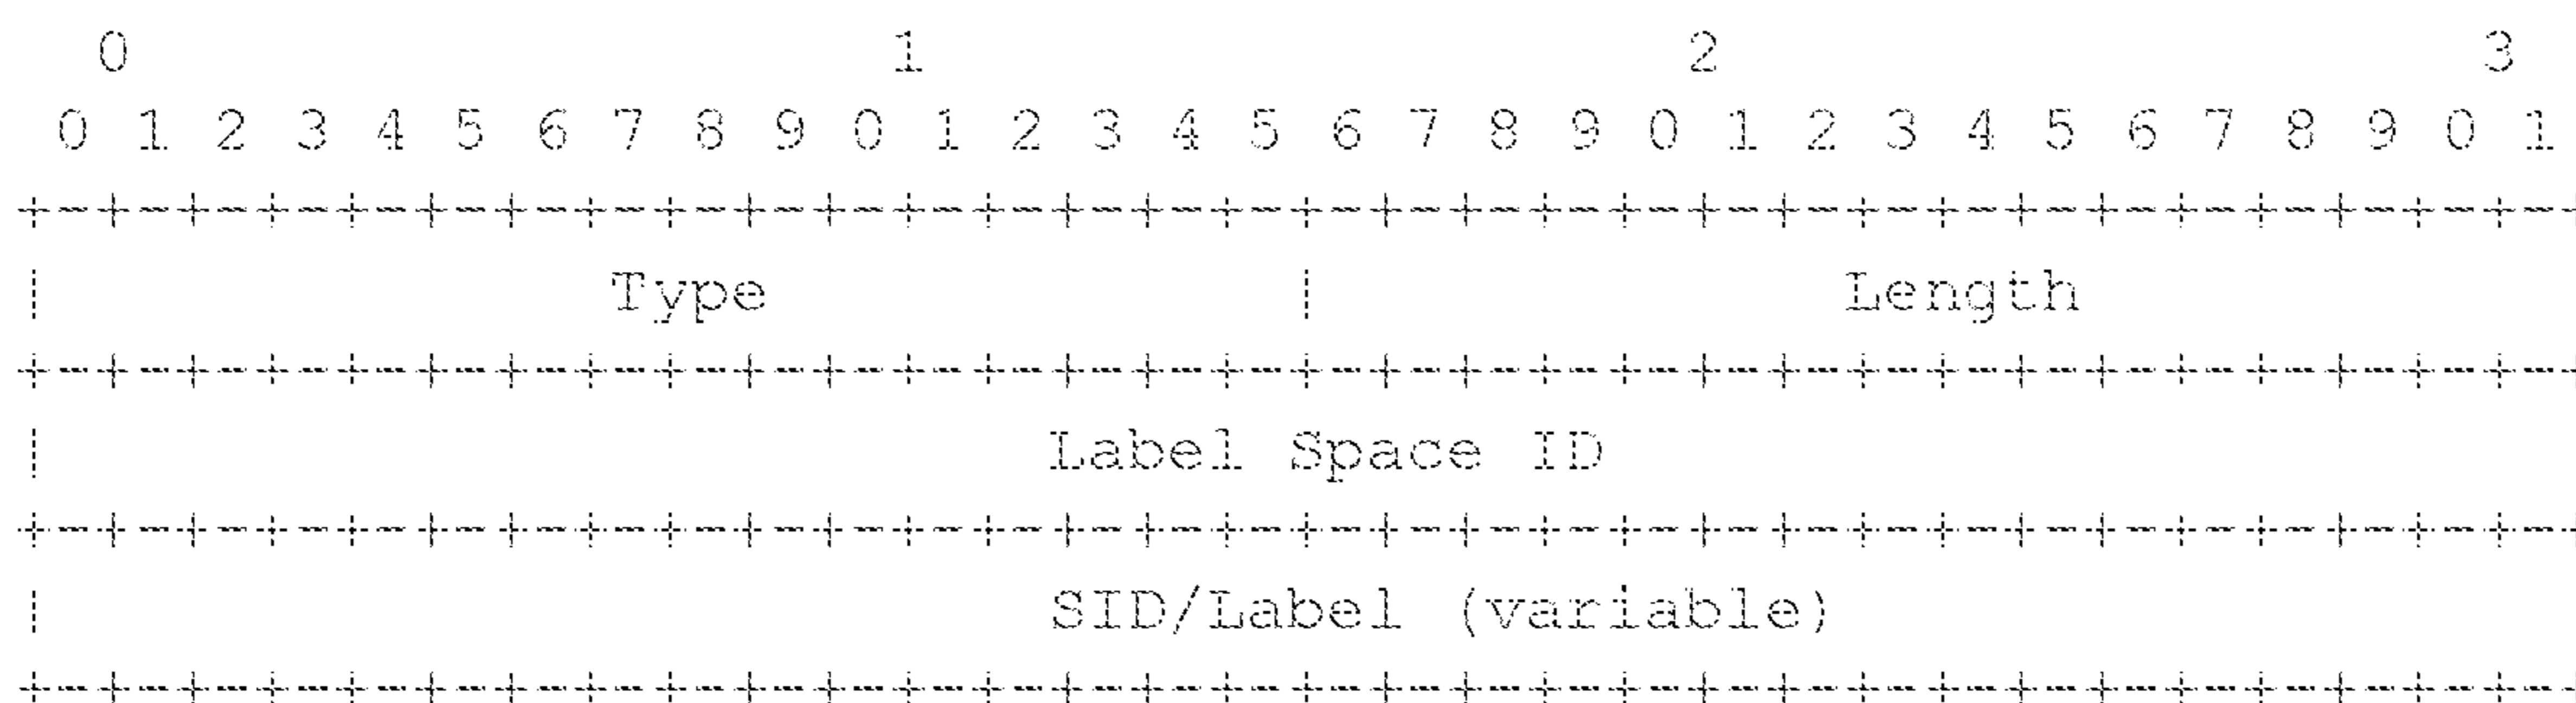 0                   1                   2                   3
 0 1 2 3 4 5 6 7 8 9 0 1 2 3 4 5 6 7 8 9 0 1 2 3 4 5 6 7 8 9 0 1
+-+-+-+-+-+-+-+-+-+-+-+-+-+-+-+-+-+-+-+-+-+-+-+-+-+-+-+-+-+-+-+-+
|              Type             |             Length
+-+-+-+-+-+-+-+-+-+-+-+-+-+-+-+-+-+-+-+-+-+-+-+-+-+-+-+-+-+-+-+-+
|                         Label Space ID
+-+-+-+-+-+-+-+-+-+-+-+-+-+-+-+-+-+-+-+-+-+-+-+-+-+-+-+-+-+-+-+-+
|                         SID/Label (variable)
+-+-+-+-+-+-+-+-+-+-+-+-+-+-+-+-+-+-+-+-+-+-+-+-+-+-+-+-+-+-+-+-+